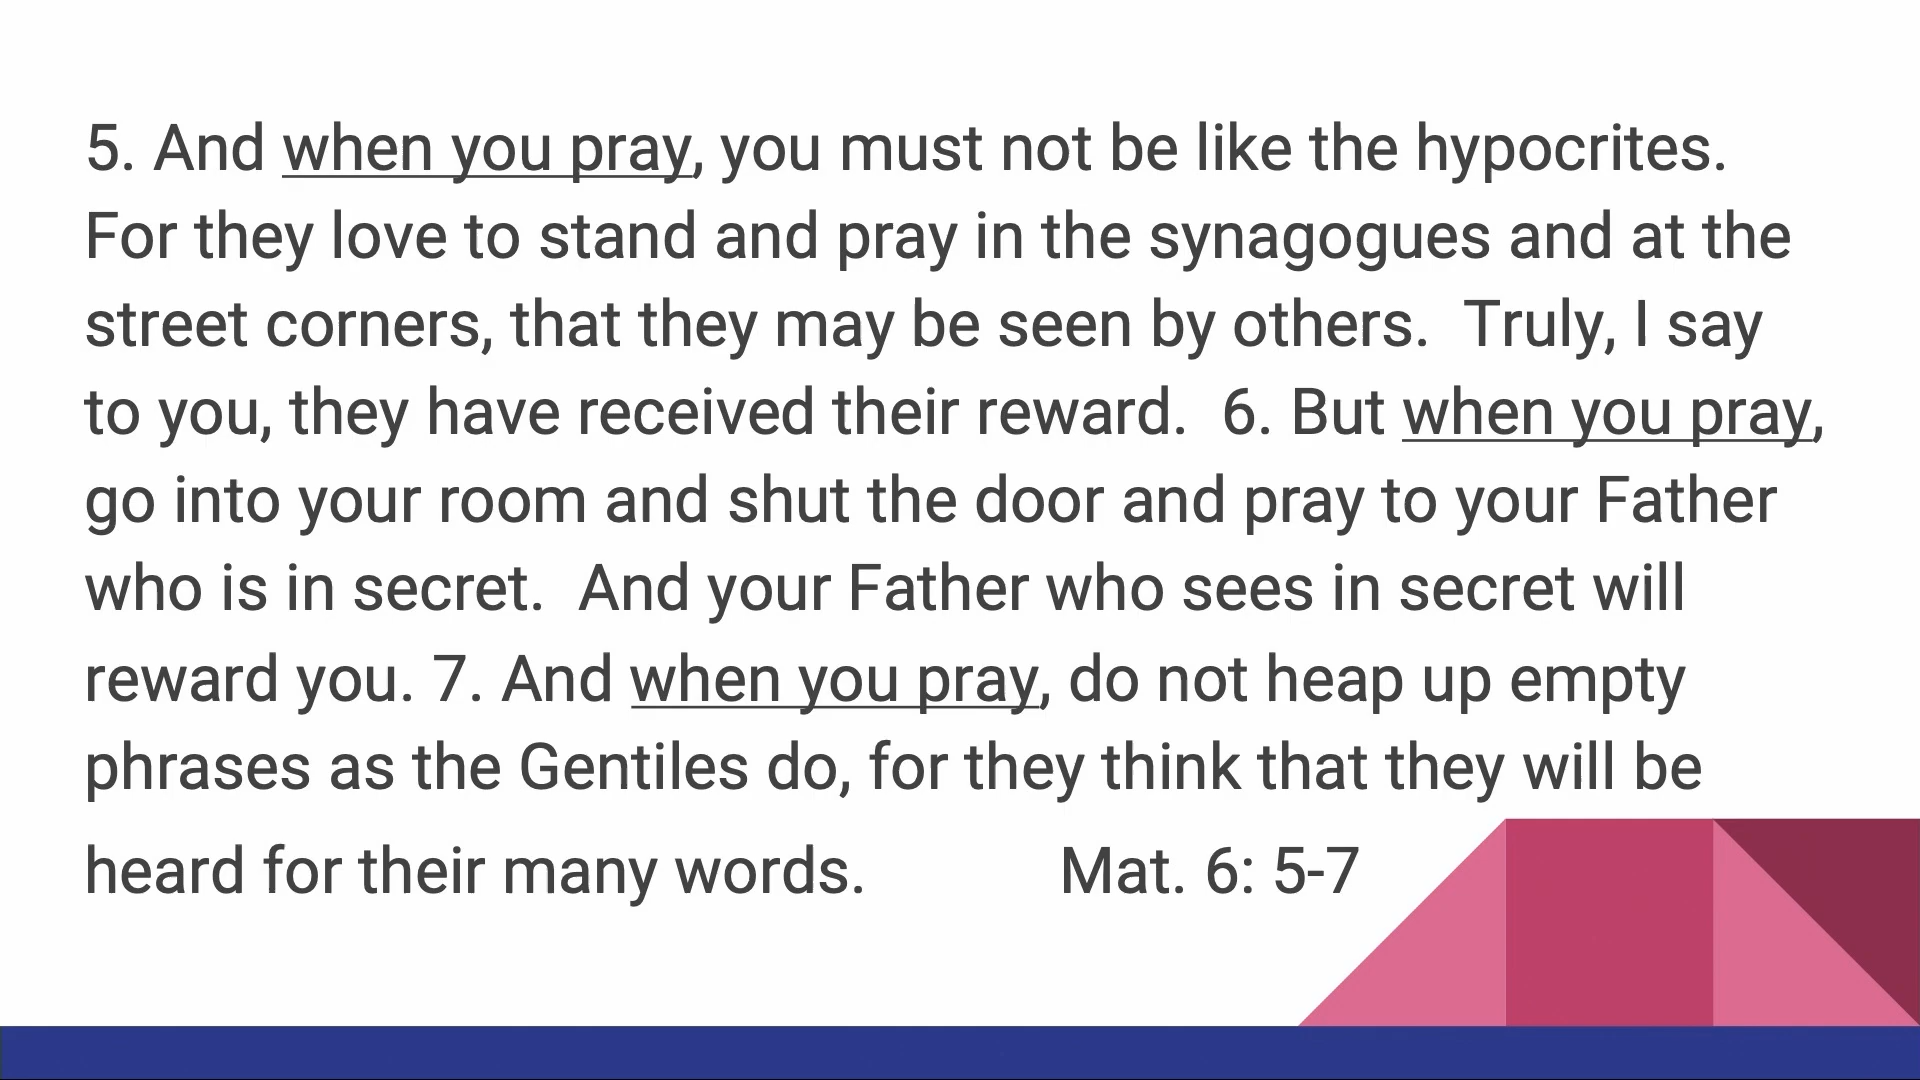 5. And when you pray, you must not be like the hypocrites.
For they love to stand and pray in the synagogues and at the
street corners, that they may be seen by others.  Truly, I say
to you, they have received their reward.  6. But when you pray,
go into your room and shut the door and pray to your Father
who is in secret.  And your Father who sees in secret will
reward you. 7. And when you pray, do not heap up empty
phrases as the Gentiles do, for they think that they will be
heard for their many words. Mat. 6: 5-7